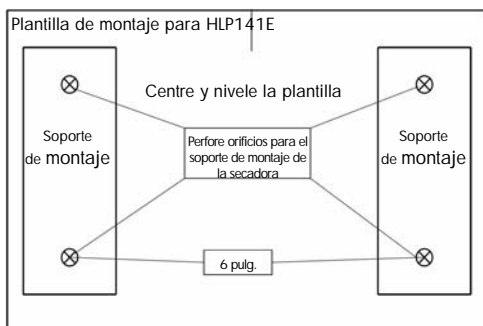 Plantilla de montaje para HLP141E
Centre y nivele la plantilla
Soporte
de montaje
Perfore orificios para el
soporte de montaje de
la secadora
Soporte
de montaje
6 pulg.